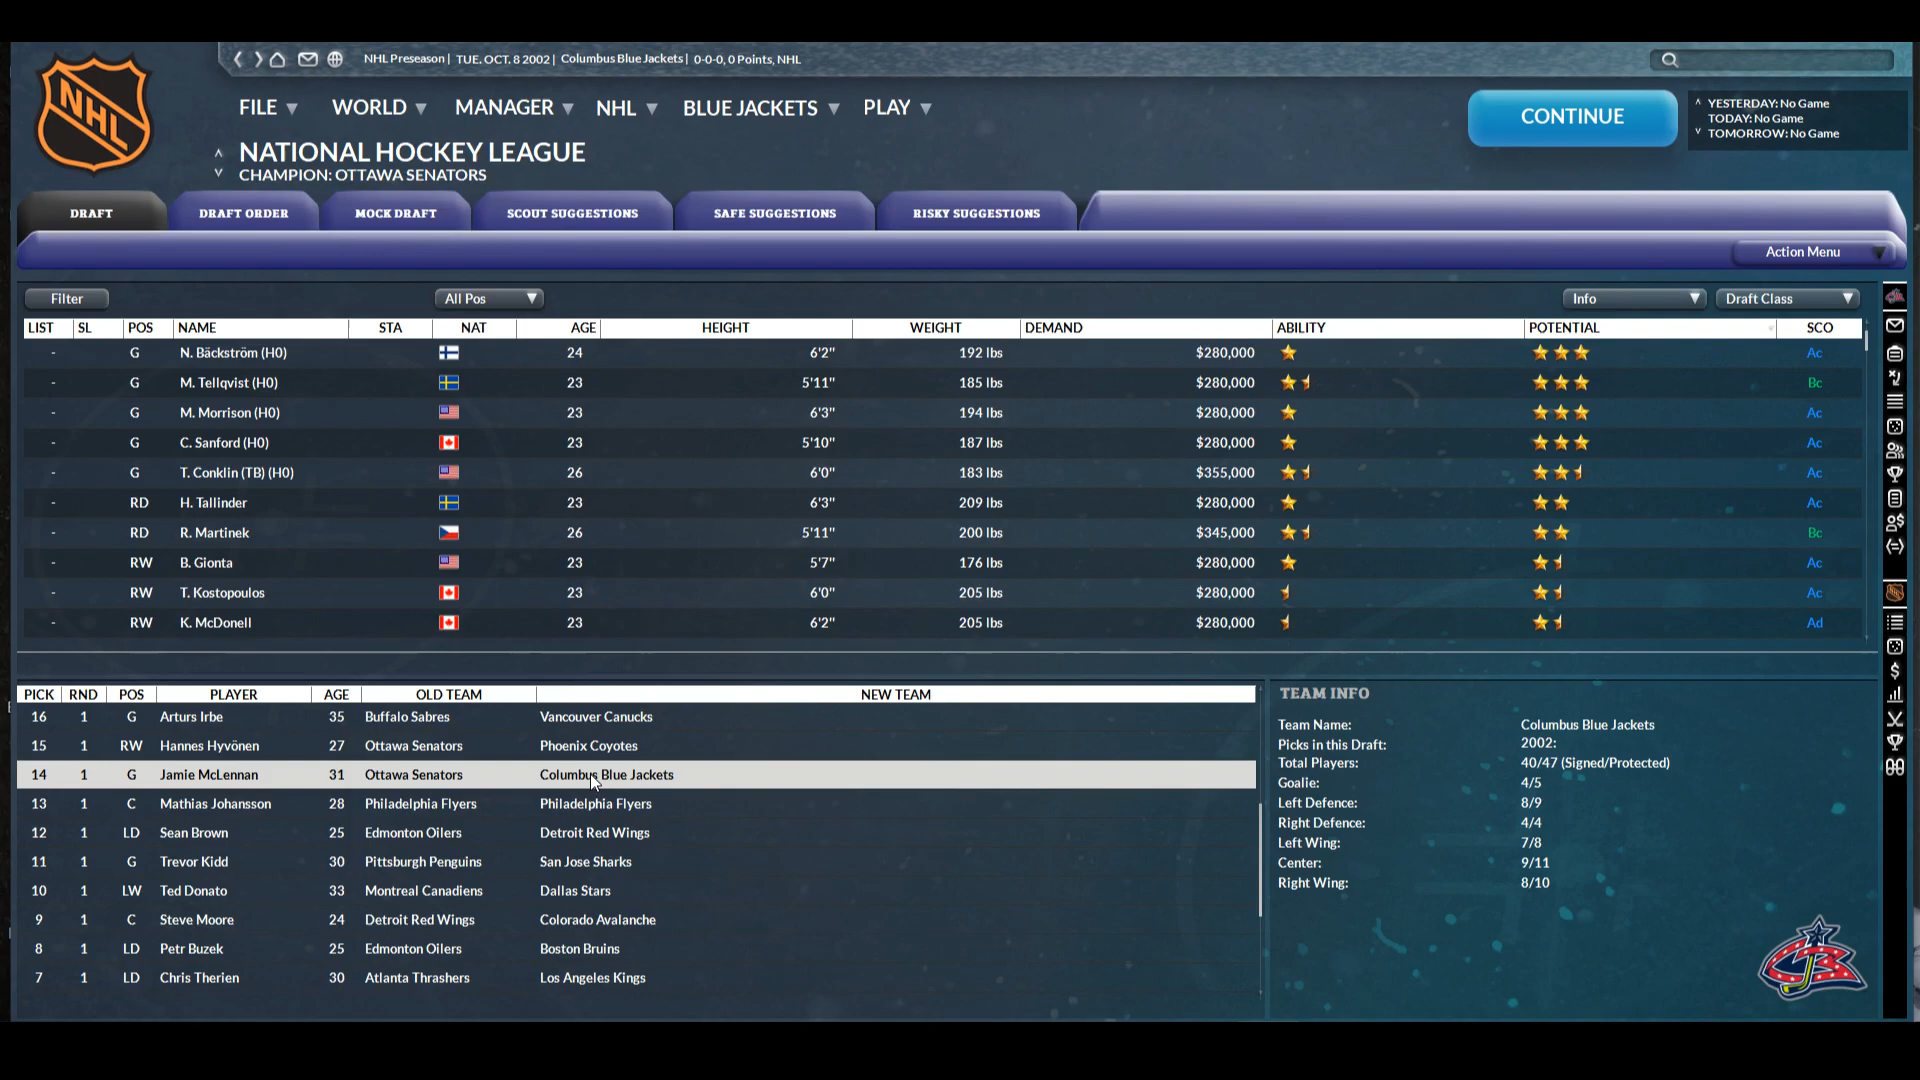 NHL Preseason | TUE. OCT. 8 2002 | Columbus Blue Jackets | 0-0-0, 0 Points, NHL
NHL
FILE WORLD MANAGER NHL BLUE JACKETS PLAY
CONTINUE
YESTERDAY: No Game
TODAY: No Game
TOMORROW: No Game
NATIONAL HOCKEY LEAGUE
CHAMPION: OTTAWA SENATORS
DRAFT DRAFT ORDER MOCK DRAFT SCOUT SUGGESTIONS SAFE SUGGESTIONS RISKY SUGGESTIONS
Action Menu
Filter All Pos Info Draft Class
LIST SL POS NAME STA NAT AGE HEIGHT WEIGHT DEMAND ABILITY POTENTIAL SCO
- G N. Bäckström (H0) 24 6'2" 192 lbs $280,000 Ac
- G M. Tellqvist (H0) 23 5'11" 185 lbs $280,000 Bc
- G M. Morrison (H0) 23 6'3" 194 lbs $280,000 Ac
- G C. Sanford (H0) 23 5'10" 187 lbs $280,000 Ac
- G T. Conklin (TB) (H0) 26 6'0" 183 lbs $355,000 Ac
- RD H. Tallinder 23 6'3" 209 lbs $280,000 Ac
- RD R. Martinek 26 5'11" 200 lbs $345,000 Bc
- RW B. Gionta 23 5'7" 176 lbs $280,000 Ac
- RW T. Kostopoulos 23 6'0" 205 lbs $280,000 Ac
- RW K. McDonell 23 6'2" 205 lbs $280,000 Ad
PICK RND POS PLAYER AGE OLD TEAM NEW TEAM
16 1 G Arturs Irbe 35 Buffalo Sabres Vancouver Canucks
15 1 RW Hannes Hyvönen 27 Ottawa Senators Phoenix Coyotes
14 1 G Jamie McLennan 31 Ottawa Senators Columbus Blue Jackets
13 1 C Mathias Johansson 28 Philadelphia Flyers Philadelphia Flyers
12 1 LD Sean Brown 25 Edmonton Oilers Detroit Red Wings
11 1 G Trevor Kidd 30 Pittsburgh Penguins San Jose Sharks
10 1 LW Ted Donato 33 Montreal Canadiens Dallas Stars
9 1 C Steve Moore 24 Detroit Red Wings Colorado Avalanche
8 1 LD Petr Buzek 25 Edmonton Oilers Boston Bruins
7 1 LD Chris Therien 30 Atlanta Thrashers Los Angeles Kings
TEAM INFO
Team Name: Columbus Blue Jackets
Picks in this Draft: 2002:
Total Players: 40/47 (Signed/Protected)
Goalie: 4/5
Left Defence: 8/9
Right Defence: 4/4
Left Wing: 7/8
Center: 9/11
Right Wing: 8/10